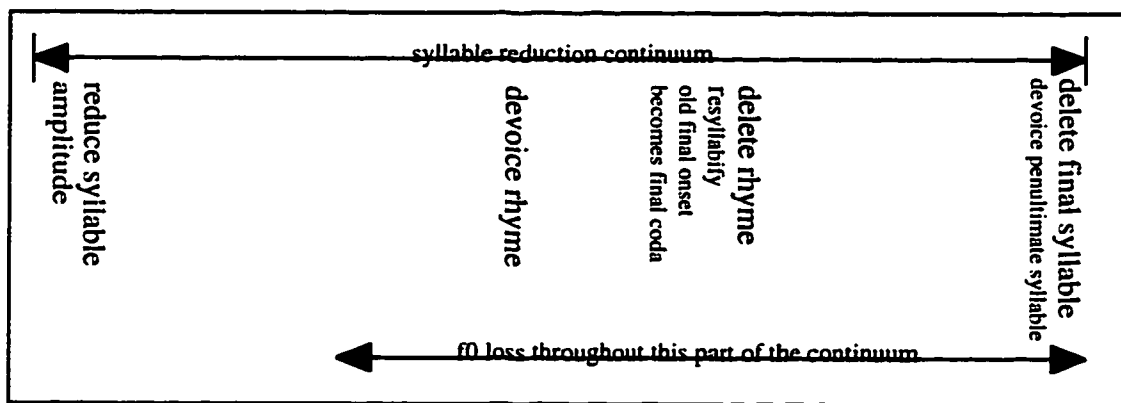 syllable reduction continuum
reduce syllable
amplitude
devoice rhyme
delete rhyme
resyllabify
old final onset
becomes final coda
delete final syllable
devoice penultimate syllable
f0 loss throughout this part of the continuum